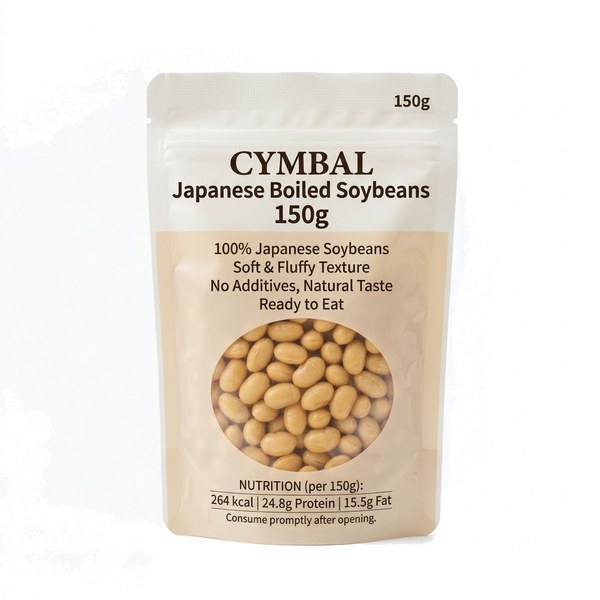 150g
CYMBAL
Japanese Boiled Soybeans
150g
100% Japanese Soybeans
Soft & Fluffy Texture
No Additives, Natural Taste
Ready to Eat
NUTRITION (per 150g):
264 kcal | 24.8g Protein | 15.5g Fat
Consume promptly after opening.